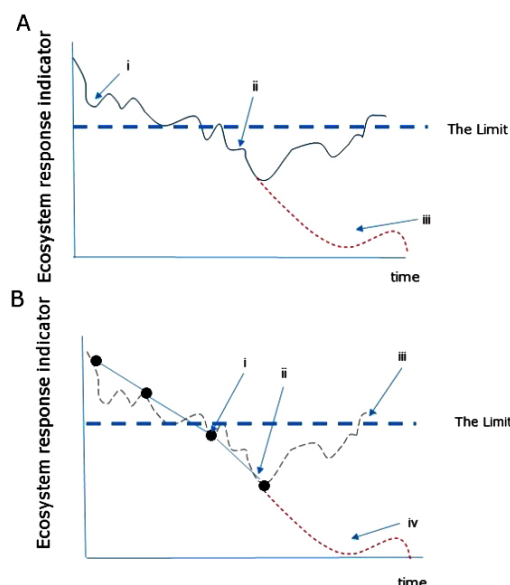 A
Ecosystem response indicator
i
ii
The Limit
iii
time
B
Ecosystem response indicator
i
ii
iii
The Limit
iv
time